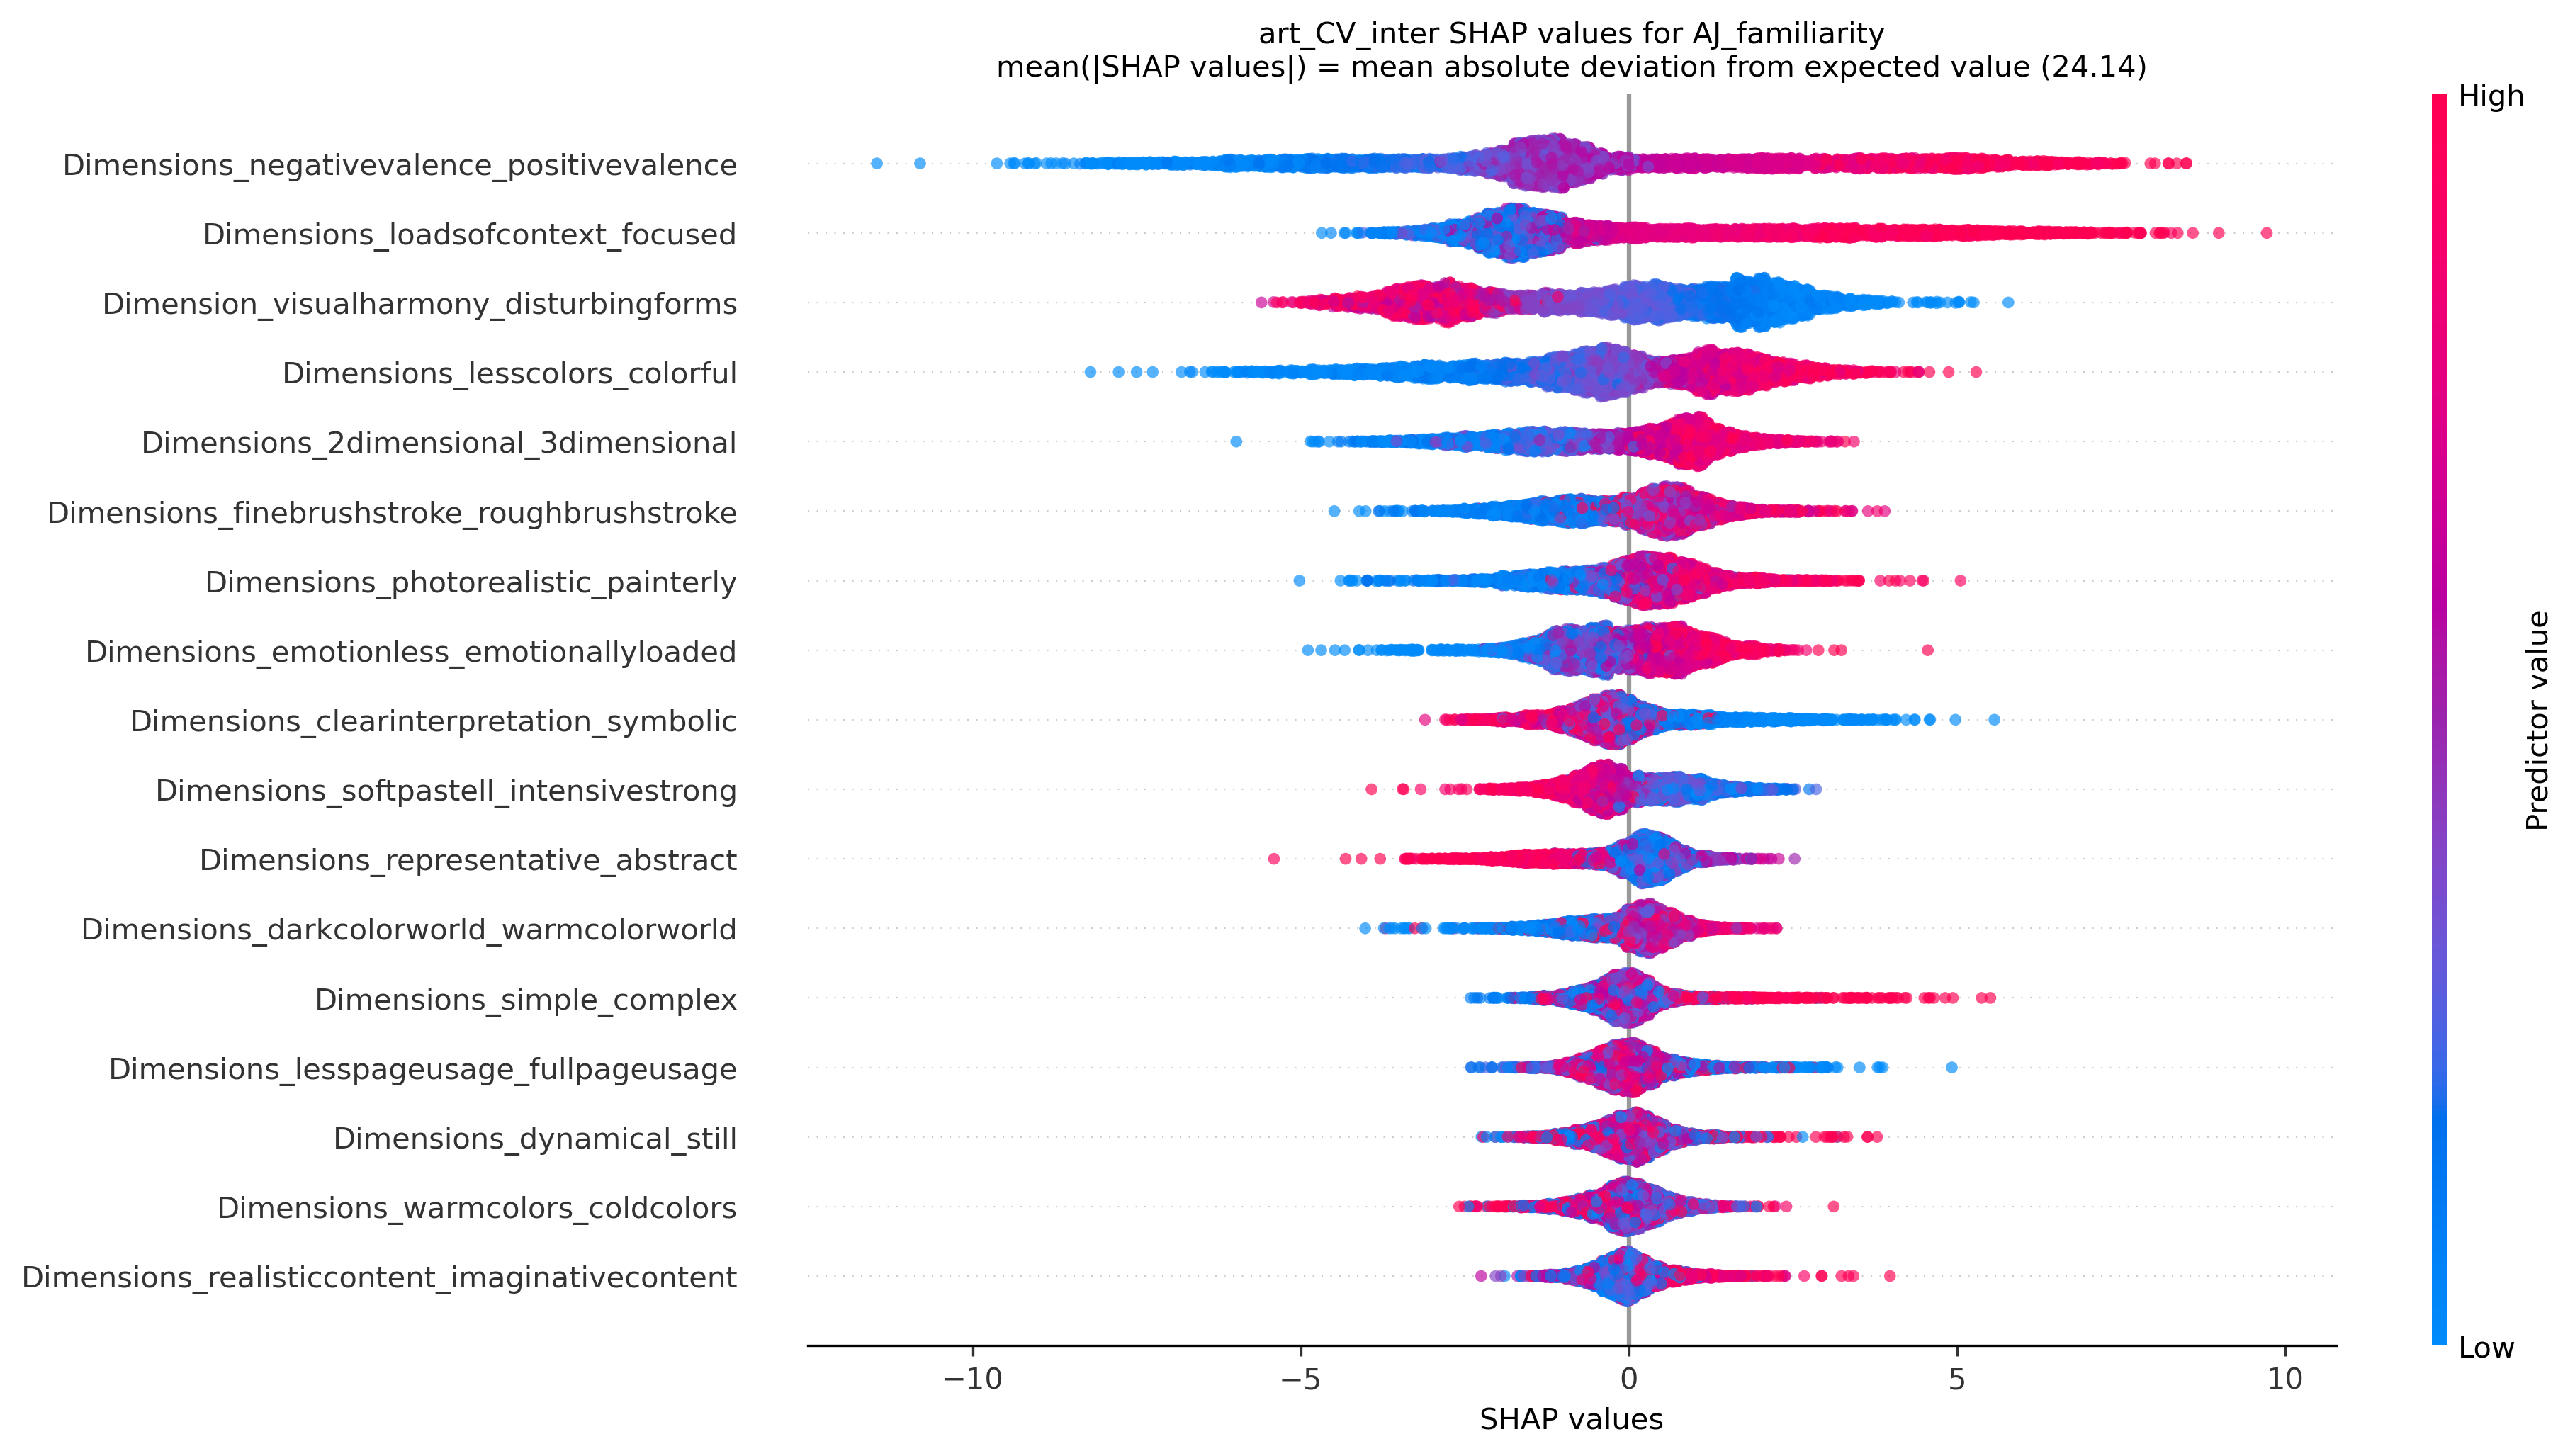 art_CV_inter SHAP values for AJ_familiarity
mean(|SHAP values|) = mean absolute deviation from expected value (24.14)
High
Dimensions_negativevalence_positivevalence
Dimensions_loadsofcontext_focused
Dimension_visualharmony_disturbingforms
Dimensions_lesscolors_colorful
Dimensions_2dimensional_3dimensional
Dimensions_finebrushstroke_roughbrushstroke
Dimensions_photorealistic_painterly
Dimensions_emotionless_emotionallyloaded
Dimensions_clearinterpretation_symbolic
Dimensions_softpastell_intensivestrong
Dimensions_representative_abstract
Dimensions_darkcolorworld_warmcolorworld
Dimensions_simple_complex
Dimensions_lesspageusage_fullpageusage
Dimensions_dynamical_still
Dimensions_warmcolors_coldcolors
Dimensions_realisticcontent_imaginativecontent
Predictor value
Low
−10 −5 0 5 10
SHAP values